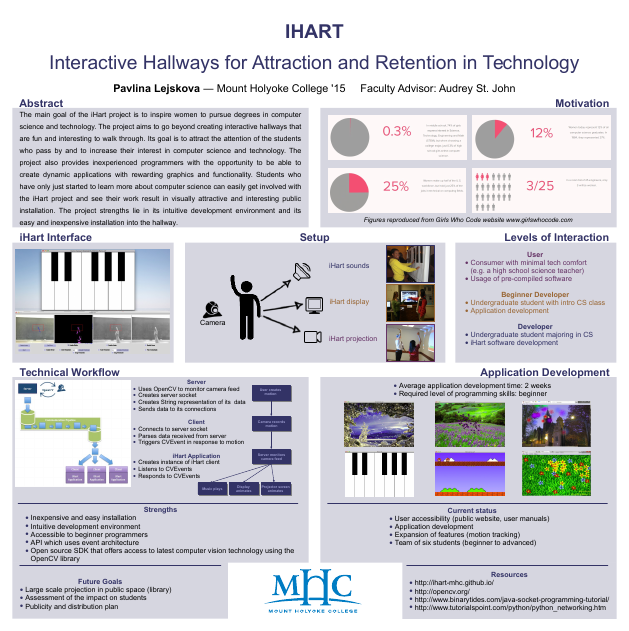 IHART
Interactive Hallways for Attraction and Retention in Technology
Pavlina Lejskova — Mount Holyoke College '15 Faculty Advisor: Audrey St. John
Abstract
The main goal of the iHart project is to inspire women to pursue degrees in computer
science and technology. The project aims to go beyond creating interactive hallways that
are fun and interesting to walk through. Its goal is to attract the attention of the students
who pass by and to increase their interest in computer science and technology. The
project also provides inexperienced programmers with the opportunity to be able to
create dynamic applications with rewarding graphics and functionality. Students who
have only just started to learn more about computer science can easily get involved with
the iHart project and see their work result in visually attractive and interesting public
installation. The project strengths lie in its intuitive development environment and its
easy and inexpensive installation into the hallway.
Motivation
0.3%
12%
25%
3/25
Figures reproduced from Girls Who Code website www.girlswhocode.com
iHart Interface
Setup
Camera
iHart sounds
iHart display
iHart projection
Levels of Interaction
User
• Consumer with minimal tech comfort
(e.g. a high school science teacher)
• Usage of pre-compiled software
Beginner Developer
• Undergraduate student with intro CS class
• Application development
Developer
• Undergraduate student majoring in CS
• iHart software development
Technical Workflow
Server
• Uses OpenCV to monitor camera feed
• Creates server socket
• Creates String representation of its data
• Sends data to its connections
Client
• Connects to server socket
• Parses data received from server
• Triggers CVEvent in response to motion
iHart Application
• Creates instance of iHart client
• Listens to CVEvents
• Responds to CVEvents
Strengths
• Inexpensive and easy installation
• Intuitive development environment
• Accessible to beginner programmers
• API which uses event architecture
• Open source SDK that offers access to latest computer vision technology using the
OpenCV library
Application Development
• Average application development time: 2 weeks
• Required level of programming skills: beginner
Current status
• User accessibility (public website, user manuals)
• Application development
• Expansion of features (motion tracking)
• Team of six students (beginner to advanced)
Future Goals
• Large scale projection in public space (library)
• Assessment of the impact on students
• Publicity and distribution plan
MHC
MOUNT HOLYOKE COLLEGE
Resources
• http://ihart-mhc.github.io/
• http://opencv.org/
• http://www.binarytides.com/java-socket-programming-tutorial/
• http://www.tutorialspoint.com/python/python_networking.htm